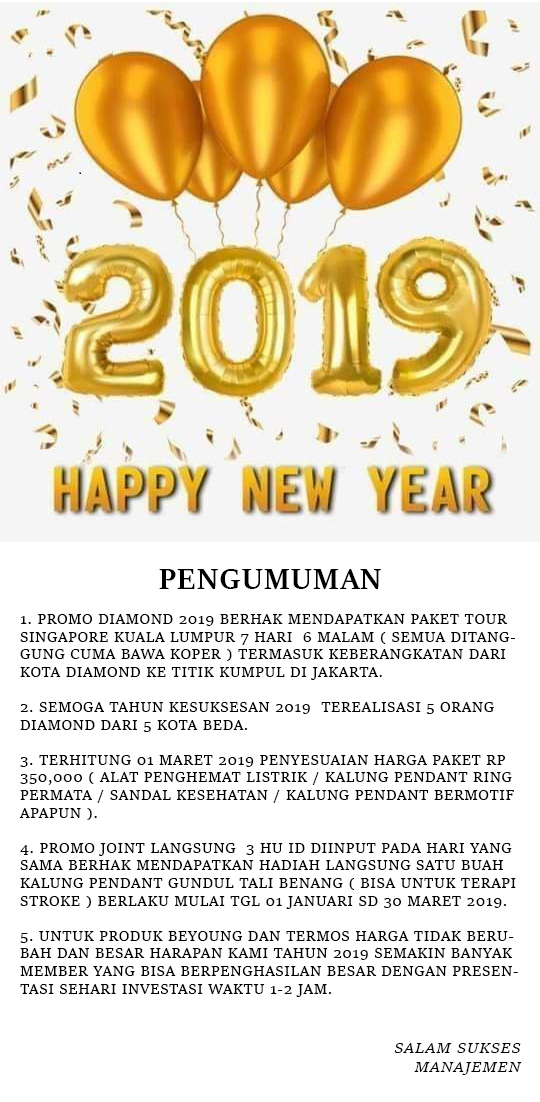 2019
HAPPY NEW YEAR
PENGUMUMAN
1. PROMO DIAMOND 2019 BERHAK MENDAPATKAN PAKET TOUR
SINGAPORE KUALA LUMPUR 7 HARI  6 MALAM ( SEMUA DITANG-
GUNG CUMA BAWA KOPER ) TERMASUK KEBERANGKATAN DARI
KOTA DIAMOND KE TITIK KUMPUL DI JAKARTA.
2. SEMOGA TAHUN KESUKSESAN 2019  TEREALISASI 5 ORANG
DIAMOND DARI 5 KOTA BEDA.
3. TERHITUNG 01 MARET 2019 PENYESUAIAN HARGA PAKET RP
350,000 ( ALAT PENGHEMAT LISTRIK / KALUNG PENDANT RING
PERMATA / SANDAL KESEHATAN / KALUNG PENDANT BERMOTIF
APAPUN ).
4. PROMO JOINT LANGSUNG  3 HU ID DIINPUT PADA HARI YANG
SAMA BERHAK MENDAPATKAN HADIAH LANGSUNG SATU BUAH
KALUNG PENDANT GUNDUL TALI BENANG ( BISA UNTUK TERAPI
STROKE ) BERLAKU MULAI TGL 01 JANUARI SD 30 MARET 2019.
5. UNTUK PRODUK BEYOUNG DAN TERMOS HARGA TIDAK BERU-
BAH DAN BESAR HARAPAN KAMI TAHUN 2019 SEMAKIN BANYAK
MEMBER YANG BISA BERPENGHASILAN BESAR DENGAN PRESEN-
TASI SEHARI INVESTASI WAKTU 1-2 JAM.
SALAM SUKSES
MANAJEMEN